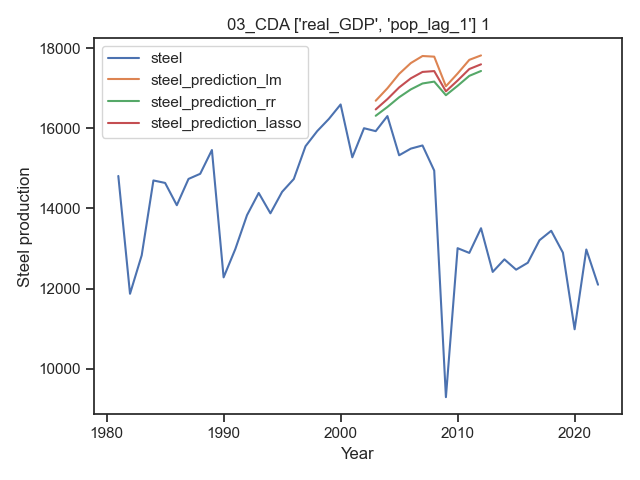 03_CDA ['real_GDP', 'pop_lag_1'] 1
steel
steel_prediction_lm
steel_prediction_rr
steel_prediction_lasso
18000
16000
14000
12000
10000
Steel production
1980
1990
2000
2010
2020
Year